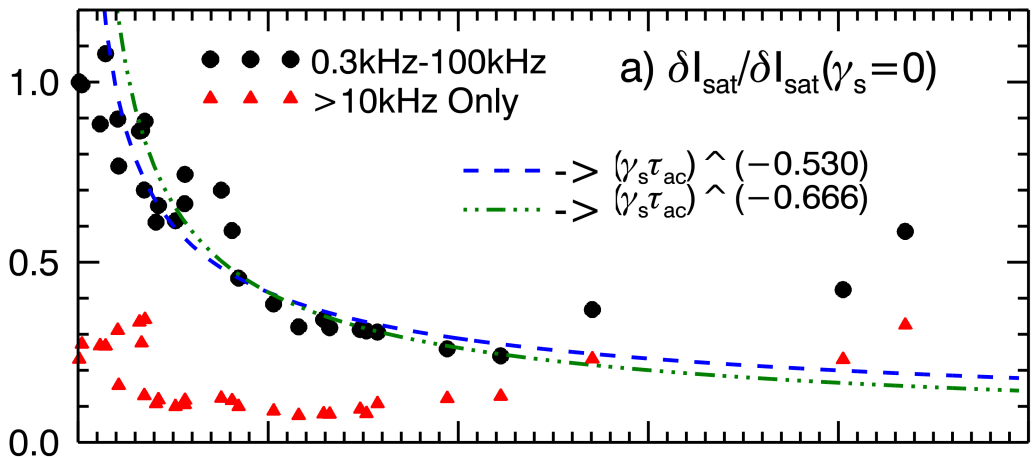 1.0
0.5
0.0
0.3kHz-100kHz
>10kHz Only
a) δI_sat/δI_sat(γ_s=0)
-> (γ_sτ_ac)^(-0.530)
-> (γ_sτ_ac)^(-0.666)